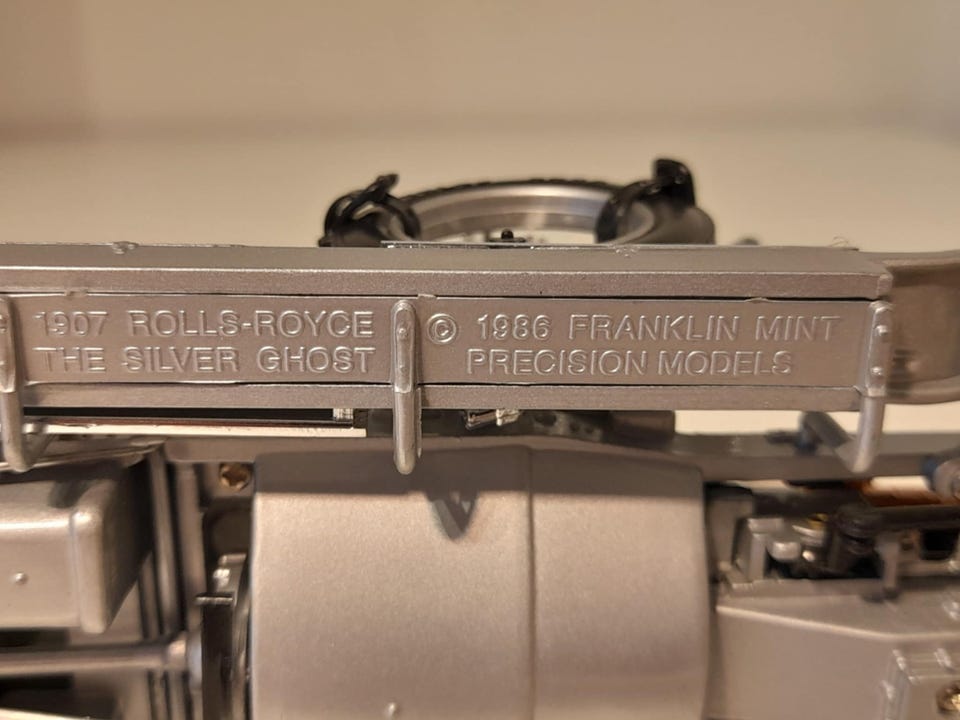 1907 ROLLS-ROYCE
THE SILVER GHOST
© 1986 FRANKLIN MINT
PRECISION MODELS